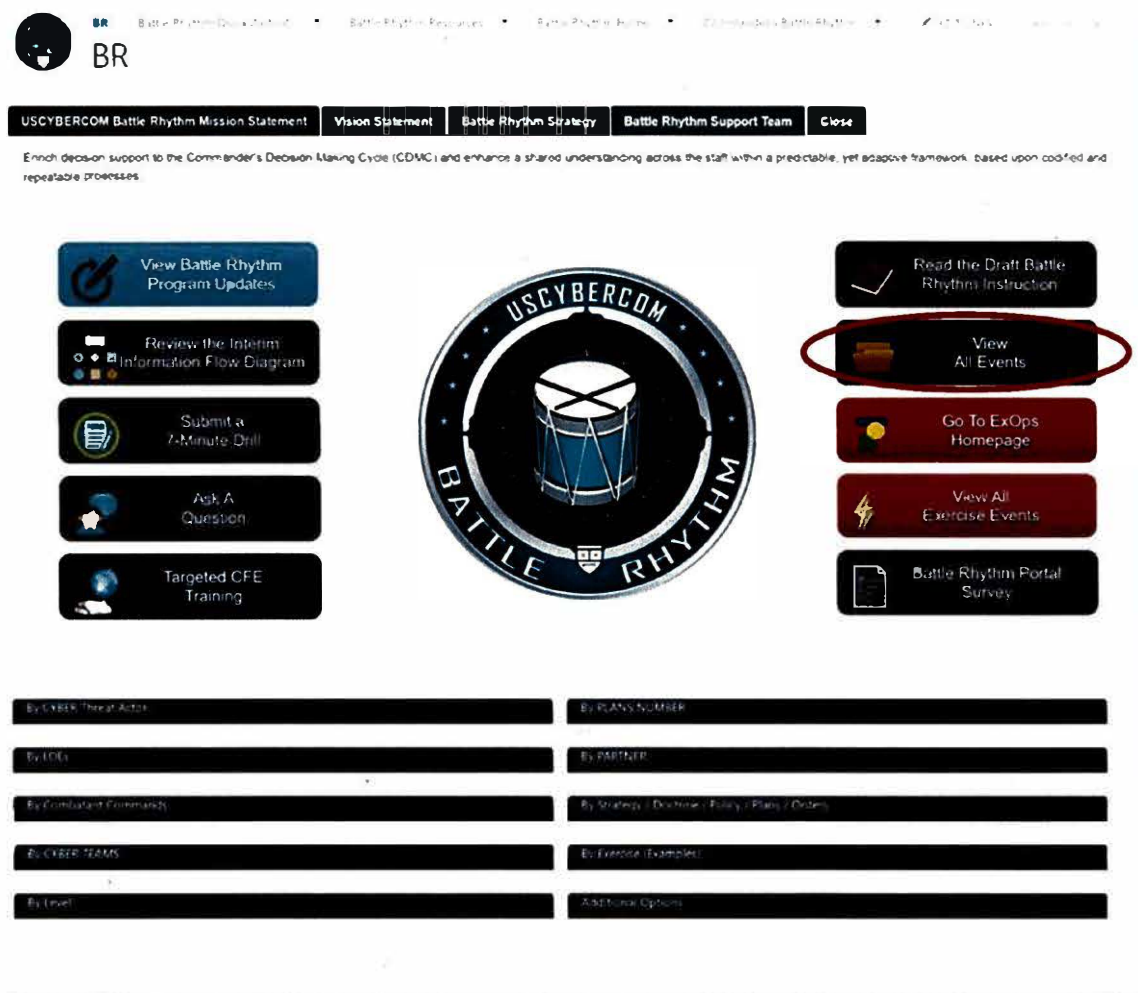 BR
BR
USCYBERCOM Battle Rhythm Mission Statement
Vision Statement
Battle Rhythm Strategy
Battle Rhythm Support Team
Close
Enrich decision support to the Commander's Decision Making Cycle (CDMC) and enhance a shared understanding across the staff within a predictable, yet adaptive framework, based upon codified and
repeatable processes
View Battle Rhythm
Program Updates
Review the Interim
Information Flow Diagram
Submit a
7-Minute Drill
Ask A
Question
Targeted CFE
Training
USCYBERCOM
BATTLE RHYTHM
Read the Draft Battle
Rhythm Instruction
View
All Events
Go To ExOps
Homepage
View All
Exercise Events
Battle Rhythm Portal
Survey
By CYBER Threat Actor
By PLANS NUMBER
By LOEs
By PARTNER
By Combatant Commands
By Strategy / Doctrine / Policy / Plans / Orders
By CYBER TEAMS
By Exercise (Examples)
By Level
Additional Options